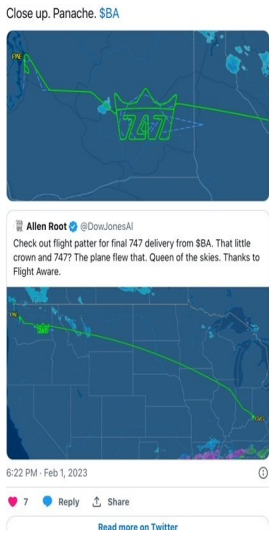 Close up. Panache. $BA
PAE
747
Allen Root @DowJonesAl
Check out flight patter for final 747 delivery from $BA. That little
crown and 747? The plane flew that. Queen of the skies. Thanks to
Flight Aware.
6:22 PM · Feb 1, 2023
7 Reply Share
Read more on Twitter